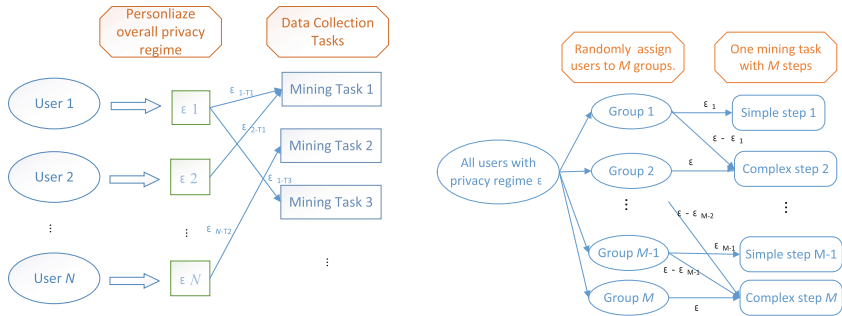 Personliaze
overall privacy
regime
Data Collection
Tasks
User 1
ε 1
ε 1-T1
Mining Task 1
ε 2-T1
User 2
ε 2
Mining Task 2
ε 1-T3
Mining Task 3
...
...
ε N-T2
...
User N
ε N
Randomly assign
users to M groups.
One mining task
with M steps
Group 1
ε 1
Simple step 1
ε - ε 1
All users with
privacy regime ε
Group 2
ε
Complex step 2
...
ε - ε M-2
...
Group M-1
ε M-1
Simple step M-1
ε - ε M-1
Group M
ε
Complex step M